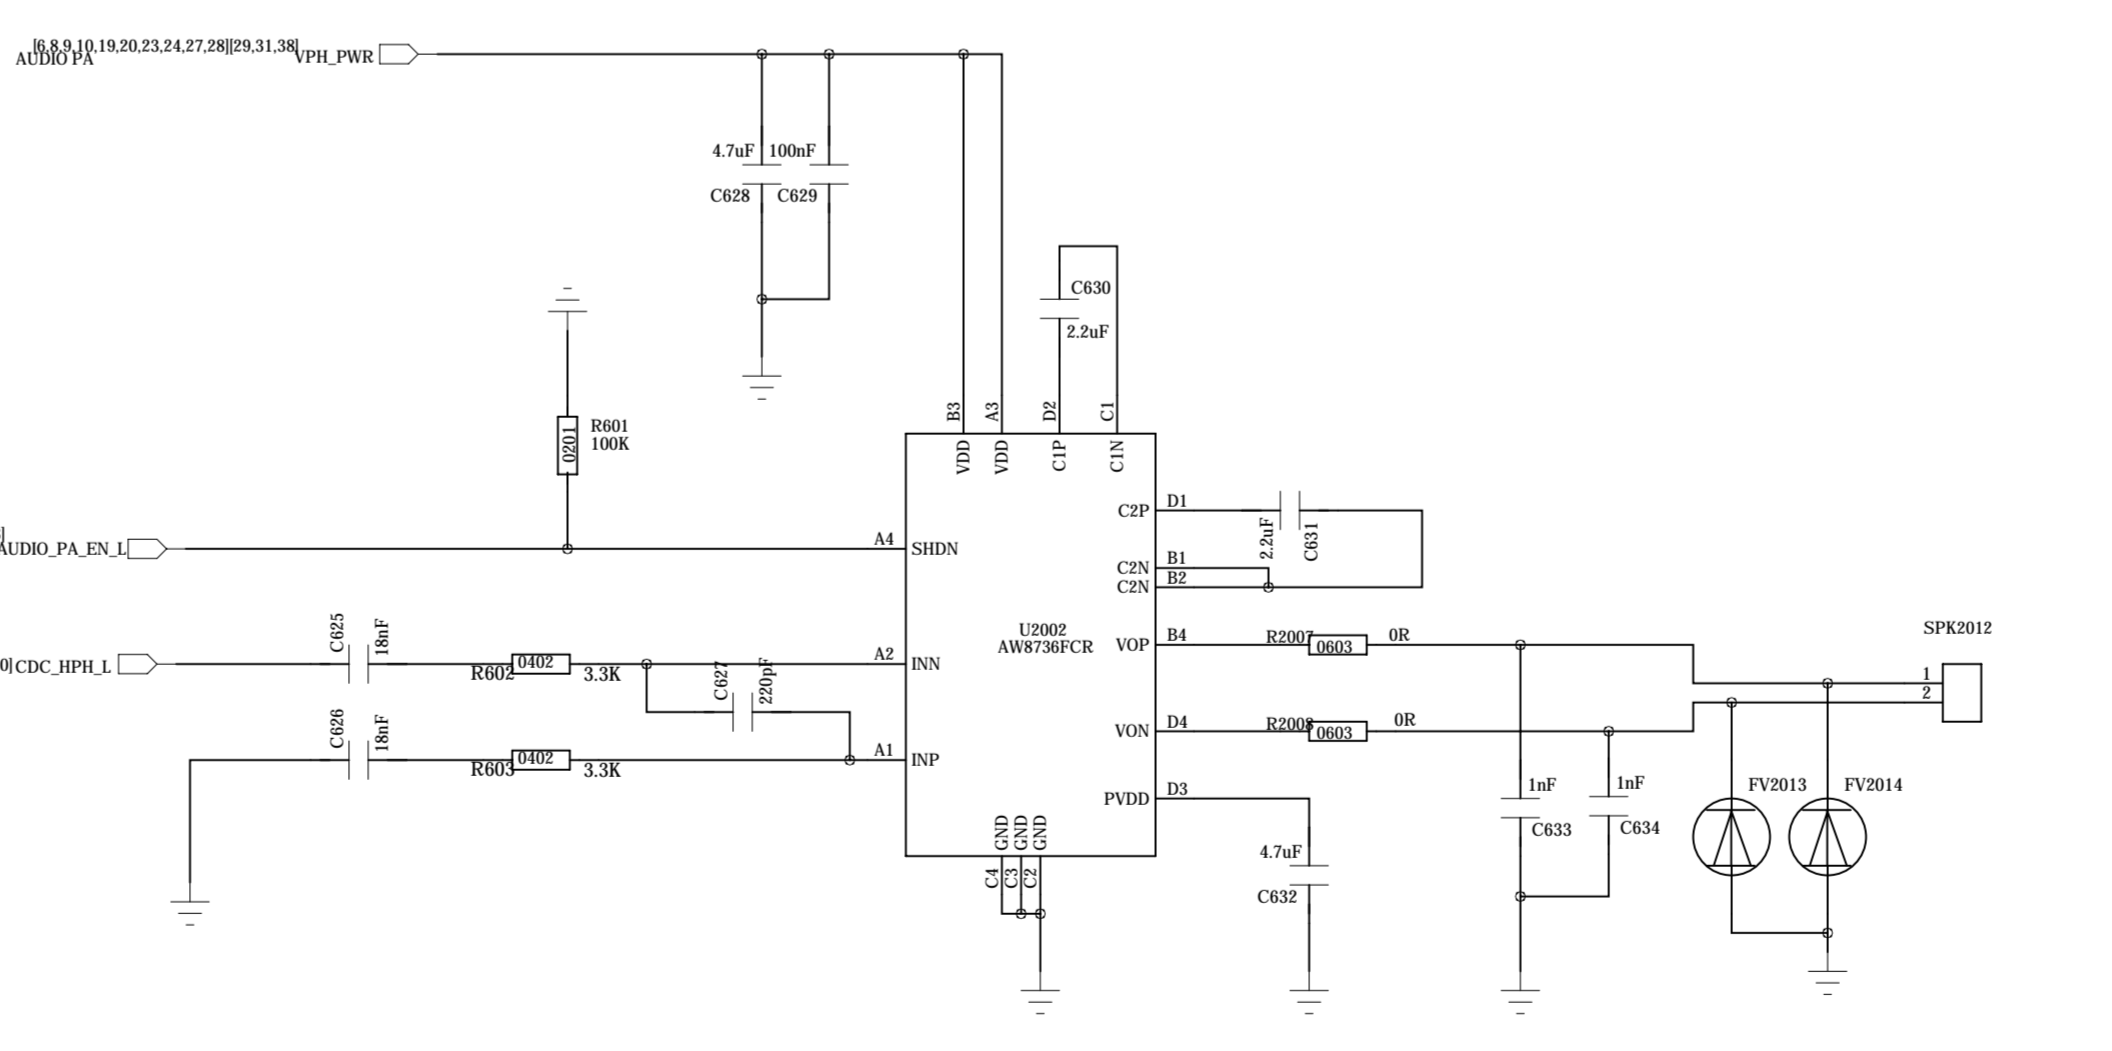 [6,8,9,10,19,20,23,24,27,28][29,31,38]
AUDIO PA
VPH_PWR
4.7uF 100nF
C628 C629
C630
2.2uF
R601
100K
0201
B3 A3 D2 C1
VDD VDD C1P C1N
]
AUDIO_PA_EN_L
A4 SHDN
C2P D1
2.2uF C631
C2N B1
C2N B2
C625 18nF
0]CDC_HPH_L
R602 0402 3.3K
A2 INN
C627 220pF
U2002
AW8736FCR
VOP B4
R2007 0603 0R
SPK2012
1
2
C626 18nF
R603 0402 3.3K
A1 INP
VON D4
R2008 0603 0R
PVDD D3
GND GND GND
C4 C3 C2
4.7uF
C632
1nF
C633
1nF
C634
FV2013
FV2014